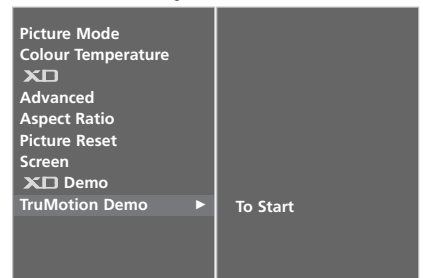 Picture Mode
Colour Temperature
XD
Advanced
Aspect Ratio
Picture Reset
Screen
XD Demo
TruMotion Demo ► To Start